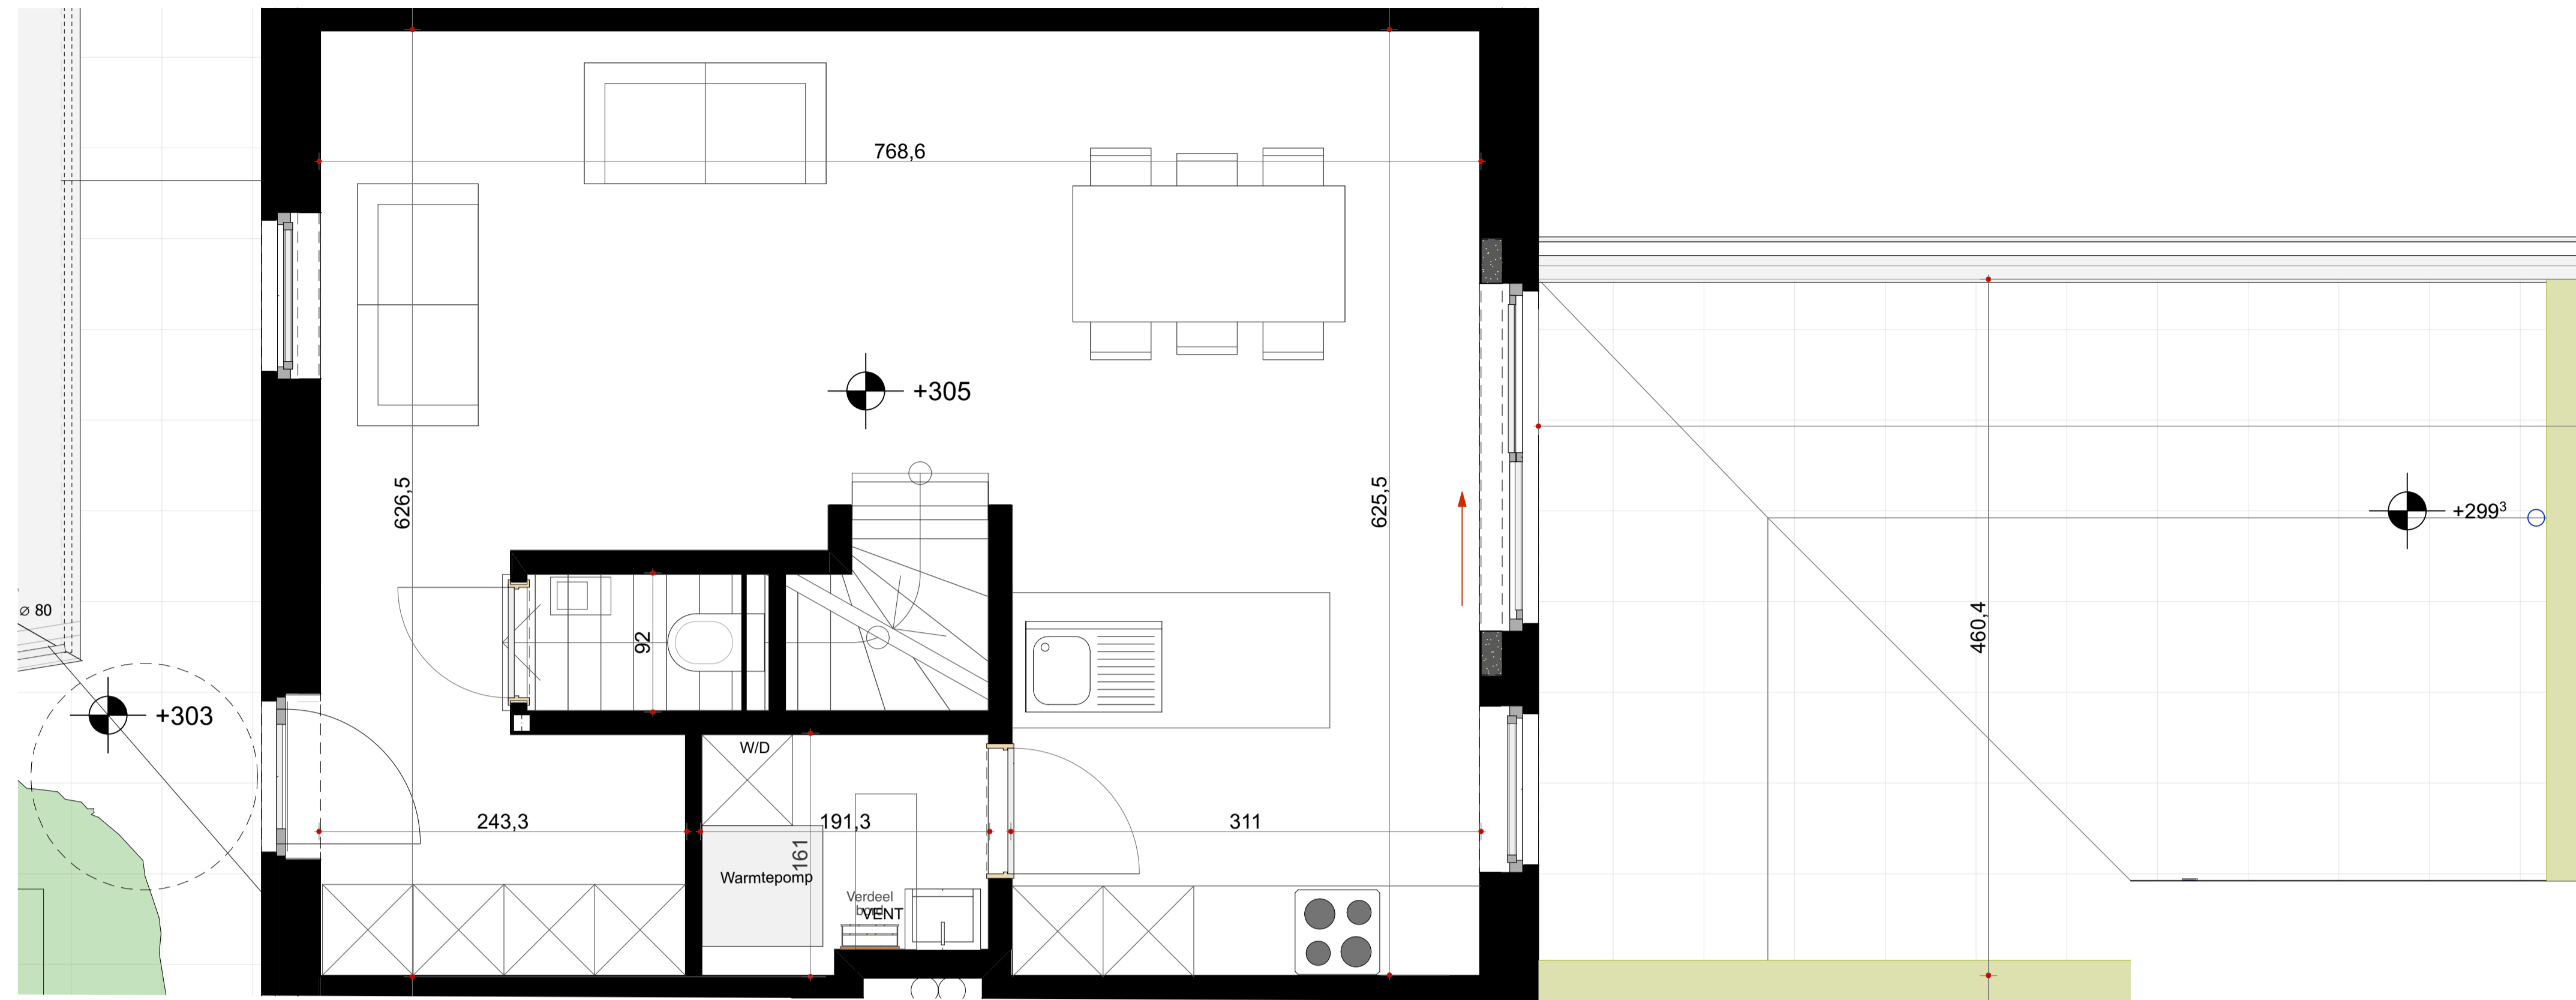 768,6
+305
626,5
625,5
+299³
⌀ 80
92
460,4
+303
W/D
243,3
191,3
311
161
Warmtepomp
Verdeel
bord
VENT